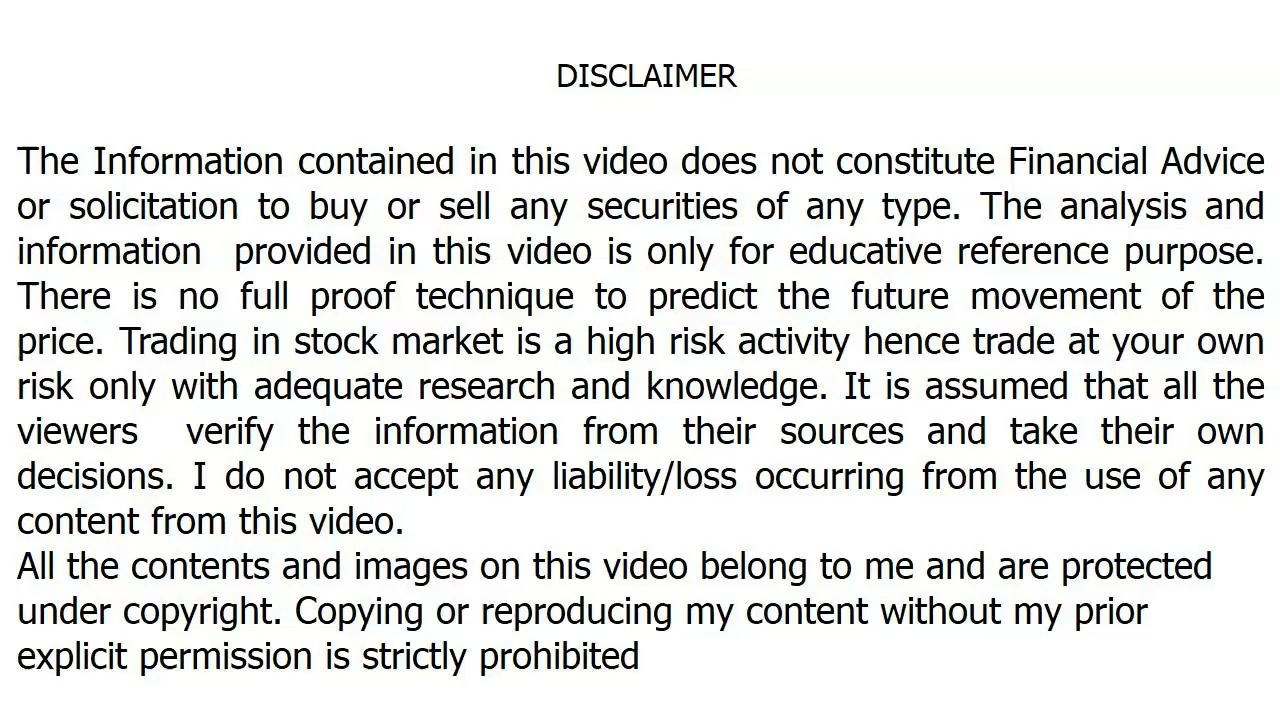 DISCLAIMER
The Information contained in this video does not constitute Financial Advice
or solicitation to buy or sell any securities of any type. The analysis and
information provided in this video is only for educative reference purpose.
There is no full proof technique to predict the future movement of the
price. Trading in stock market is a high risk activity hence trade at your own
risk only with adequate research and knowledge. It is assumed that all the
viewers verify the information from their sources and take their own
decisions. I do not accept any liability/loss occurring from the use of any
content from this video.
All the contents and images on this video belong to me and are protected
under copyright. Copying or reproducing my content without my prior
explicit permission is strictly prohibited